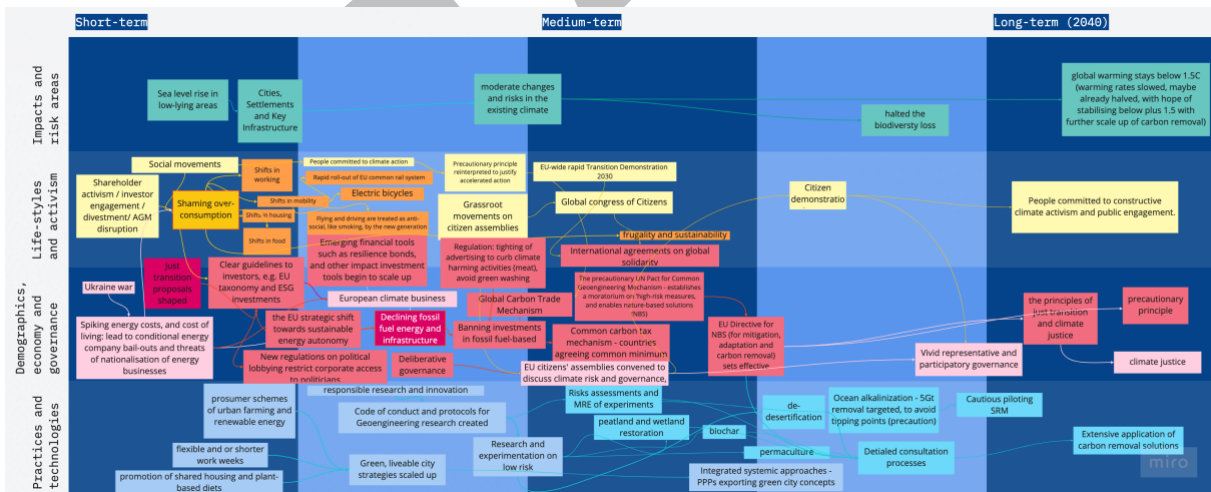 Short-term
Medium-term
Long-term (2040)
Impacts and
risk areas
Sea level rise in
low-lying areas
Cities,
Settlements
and Key
Infrastructure
moderate changes
and risks in the
existing climate
halted the
biodiversty loss
global warming stays below 1.5C
(warming rates slowed, maybe
already halved, with hope of
stabilising below plus 1.5 with
further scale up of carbon removal)
Life-styles
and activism
Social movements
Shareholder
activism / investor
engagement /
divestment/ AGM
disruption
Shaming over-
consumption
Shifts in
working
Shifts in mobility
Shifts in housing
Shifts in food
People committed to climate action
Rapid roll-out of EU common rail system
Electric bicycles
Flying and driving are treated as anti-
social, like smoking, by the new generation
Precautionary principle
reinterpreted to justify
accelerated action
Grassroot
movements on
citizen assemblies
EU-wide rapid Transition Demonstration
2030
Global congress of Citizens
frugality and sustainability
International agreements on global
solidarity
Citizen
demonstratio
People committed to constructive
climate activism and public engagement.
Demographics,
economy and
governance
Ukraine war
Just
transition
proposals
shaped
Clear guidelines to
investors, e.g. EU
taxonomy and ESG
investments
Emerging financial tools
such as resilience bonds,
and other impact investment
tools begin to scale up
Regulation: tighting of
advertising to curb climate
harming activities (meat),
avoid green washing
European climate business
Global Carbon Trade
Mechanism
The precautionary UN Pact for Common
Geoengineering Mechanism - establishes
a moratorium on 'high-risk measures,
and enables nature-based solutions
(NBS)
Spiking energy costs, and cost of
living: lead to conditional energy
company bail-outs and threats
of nationalisation of energy
businesses
the EU strategic shift
towards sustainable
energy autonomy
Declining fossil
fuel energy and
infrastructure
Banning investments
in fossil fuel-based
Common carbon tax
mechanism - countries
agreeing common minimum
EU Directive for
NBS (for mitigation,
adaptation and
carbon removal)
sets effective
New regulations on political
lobbying restrict corporate access
to politicians
Deliberative
governance
EU citizens' assemblies convened to
discuss climate risk and governance,
Vivid representative and
participatory governance
the principles of
just transition
and climate
justice
precautionary
principle
climate justice
Practices and
technologies
prosumer schemes
of urban farming and
renewable energy
flexible and or shorter
work weeks
promotion of shared housing and plant-
based diets
responsible research and innovation
Code of conduct and protocols for
Geoengineering research created
Green, liveable city
strategies scaled up
Research and
experimentation on
low risk
Risks assessments and
MRE of experiments
peatland and wetland
restoration
blochar
permaculture
Integrated systemic approaches -
PPPs exporting green city concepts
de-
desertification
Ocean alkalinization - 5Gt
removal targeted, to avoid
tipping points (precaution)
Cautious piloting
SRM
Detialed consultation
processes
Extensive application of
carbon removal solutions
miro